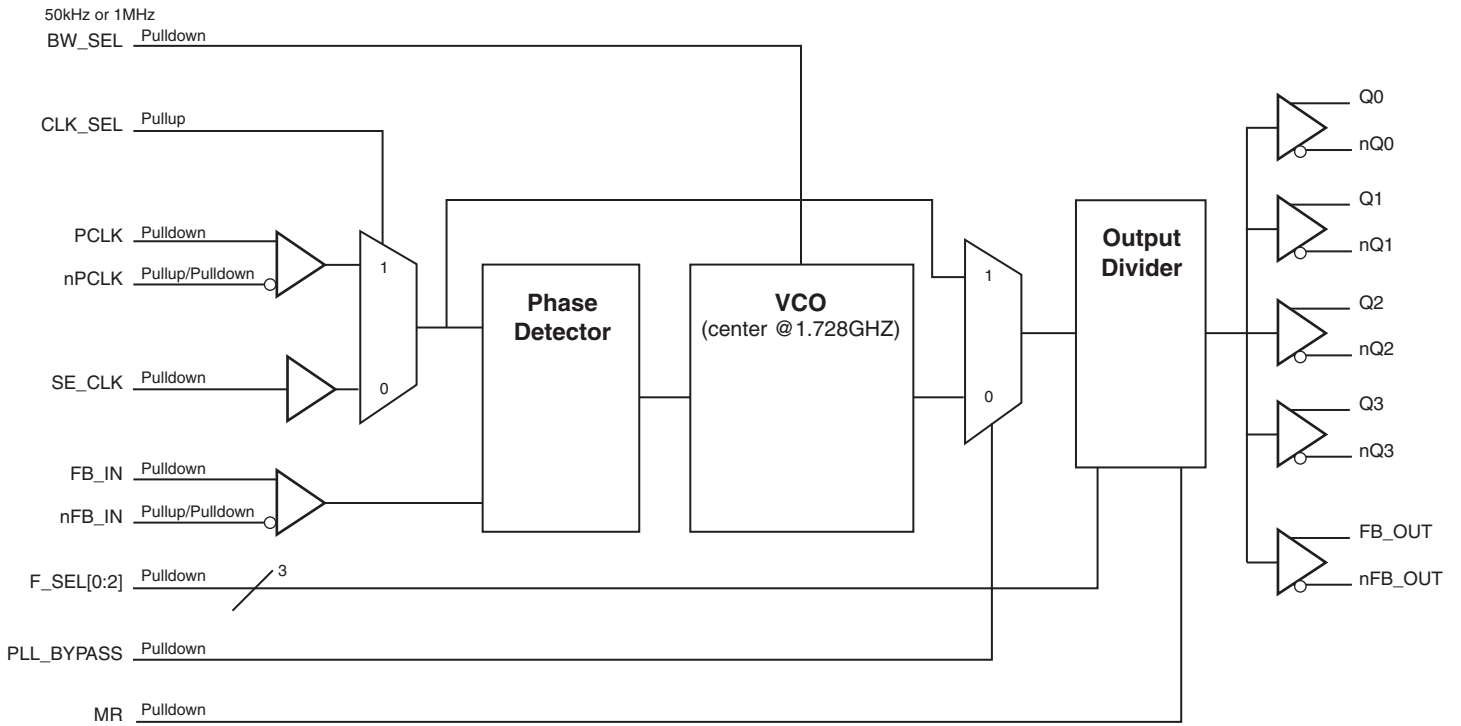 50kHz or 1MHz
BW_SEL Pulldown
CLK_SEL Pullup
PCLK Pulldown
nPCLK Pullup/Pulldown
1
SE_CLK Pulldown
0
FB_IN Pulldown
nFB_IN Pullup/Pulldown
F_SEL[0:2] Pulldown
3
PLL_BYPASS Pulldown
MR Pulldown
Phase
Detector
VCO
(center @1.728GHZ)
1
0
Output
Divider
Q0
nQ0
Q1
nQ1
Q2
nQ2
Q3
nQ3
FB_OUT
nFB_OUT